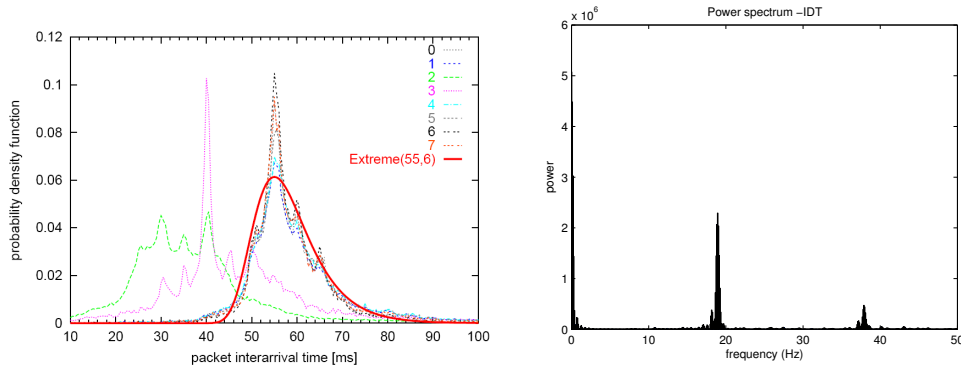 probability density function
0.12
0.1
0.08
0.06
0.04
0.02
0
10 20 30 40 50 60 70 80 90 100
packet interarrival time [ms]
0
1
2
3
4
5
6
7
Extreme(55,6)
Power spectrum −IDT
x 10^6
6
5
4
3
2
1
0
power
0 10 20 30 40 50
frequency (Hz)